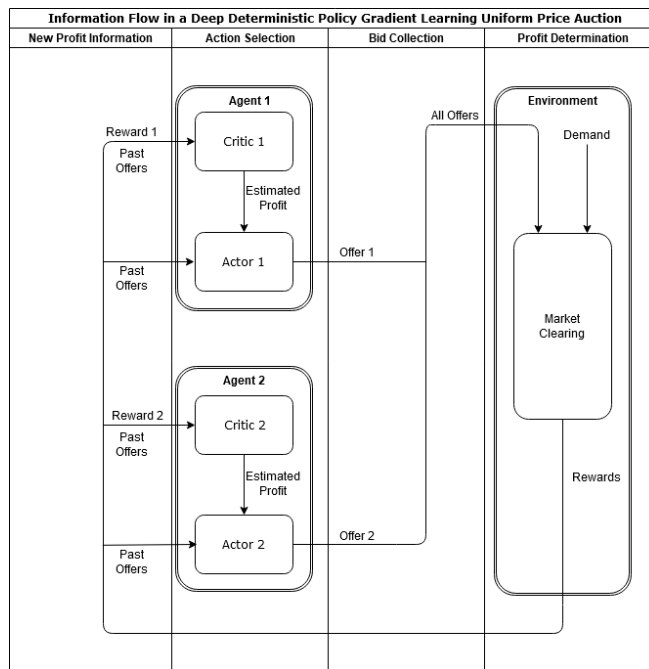 Information Flow in a Deep Deterministic Policy Gradient Learning Uniform Price Auction
New Profit Information
Action Selection
Bid Collection
Profit Determination
Agent 1
Reward 1
Past
Offers
Critic 1
Estimated
Profit
Past
Offers
Actor 1
Offer 1
Agent 2
Reward 2
Past
Offers
Critic 2
Estimated
Profit
Past
Offers
Actor 2
Offer 2
All Offers
Environment
Demand
Market
Clearing
Rewards